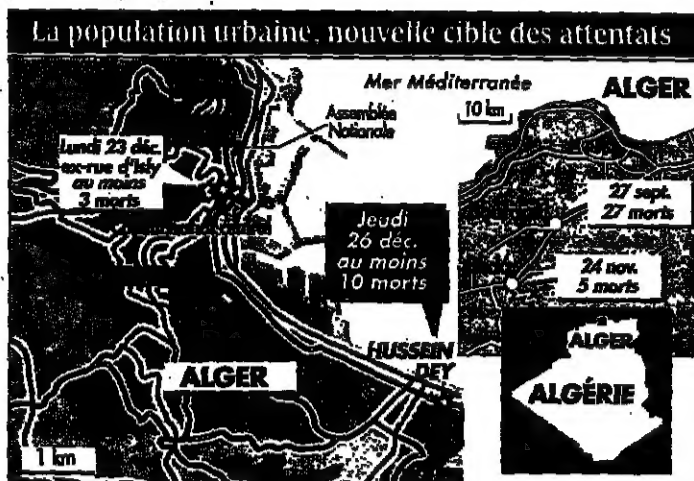 La population urbaine, nouvelle cible des attentats
Mer Méditerranée
ALGER
10 km
Assemblée
Nationale
Lundi 23 déc.
ex-rue d'Isly
au moins
3 morts
Jeudi
26 déc.
au moins
10 morts
27 sept.
27 morts
24 nov.
5 morts
HUSSEIN
DEY
ALGER
ALGER
ALGÉRIE
1 km